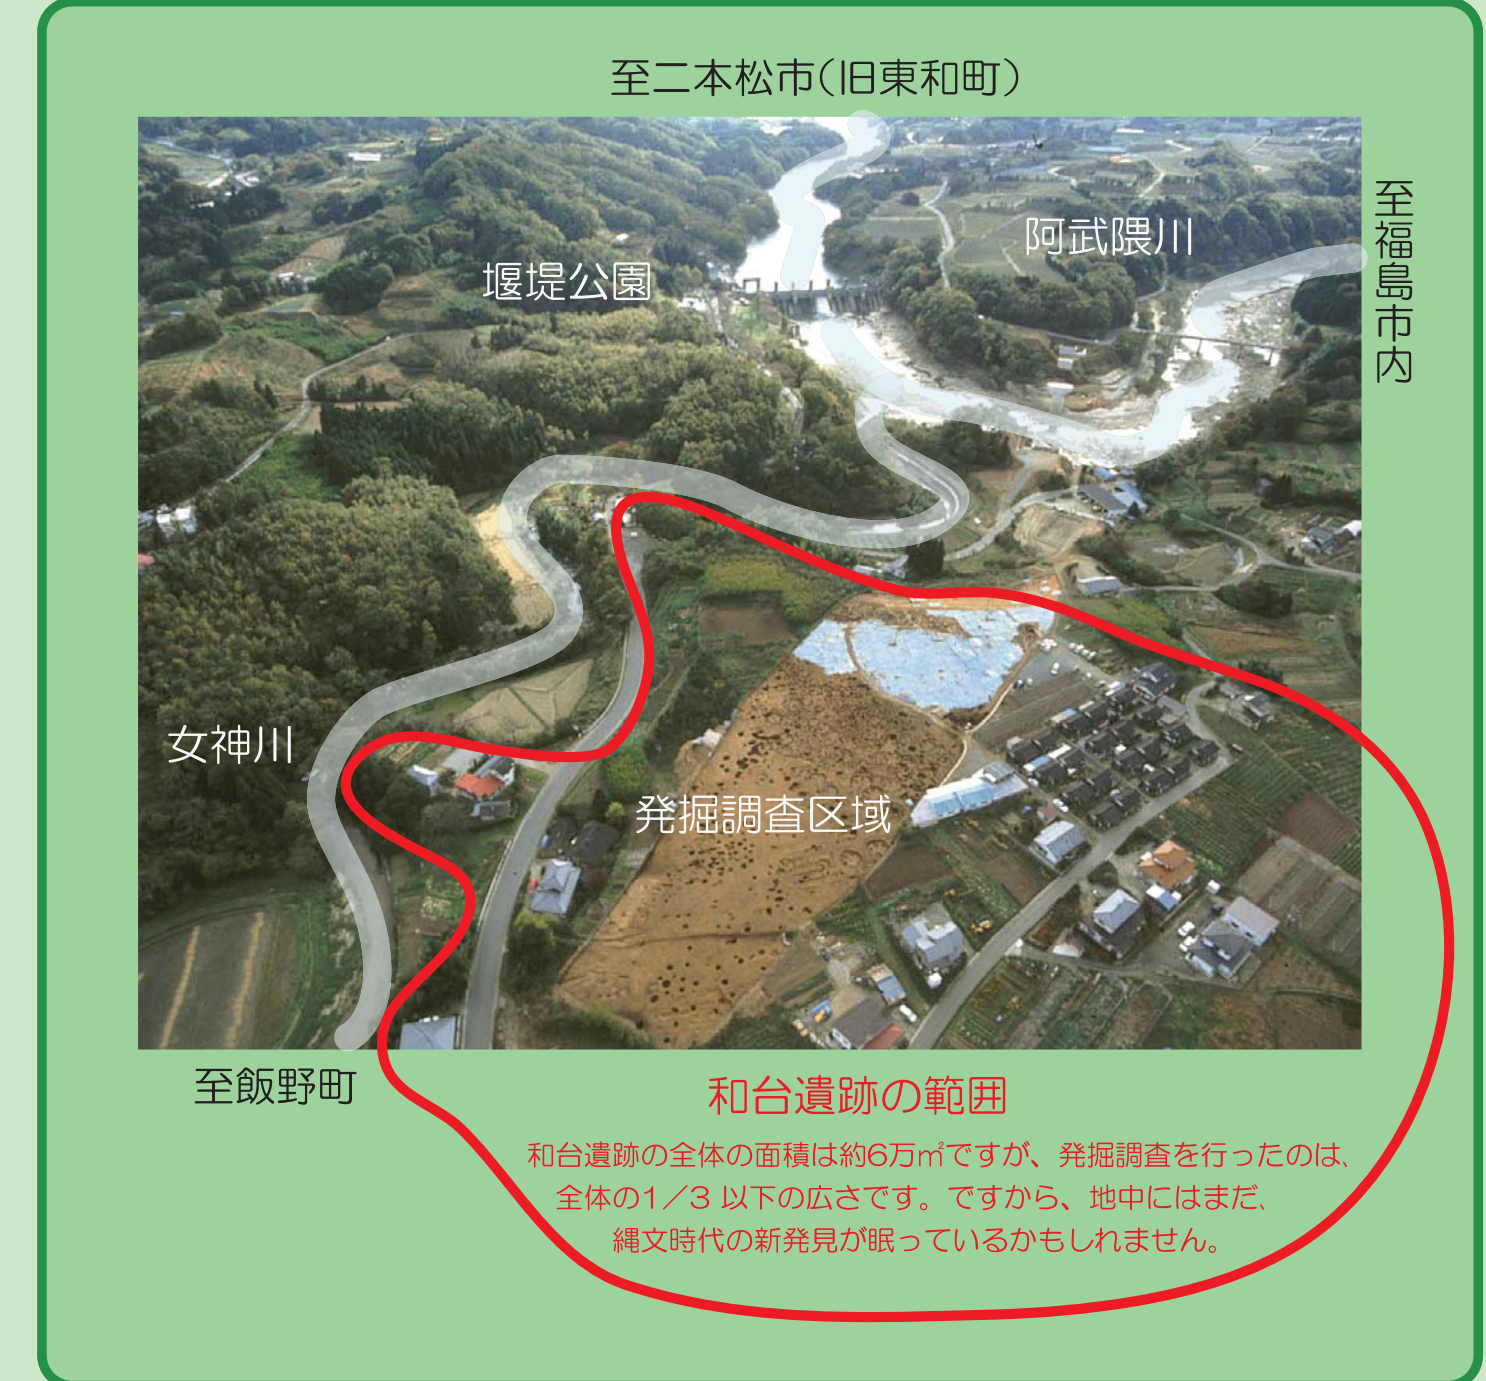 至二本松市（旧東和町）
至福島市内
阿武隈川
堰堤公園
女神川
発掘調査区域
至飯野町
和台遺跡の範囲
和台遺跡の全体の面積は約6万㎡ですが、発掘調査を行ったのは、
全体の1／3 以下の広さです。ですから、地中にはまだ、
縄文時代の新発見が眠っているかもしれません。